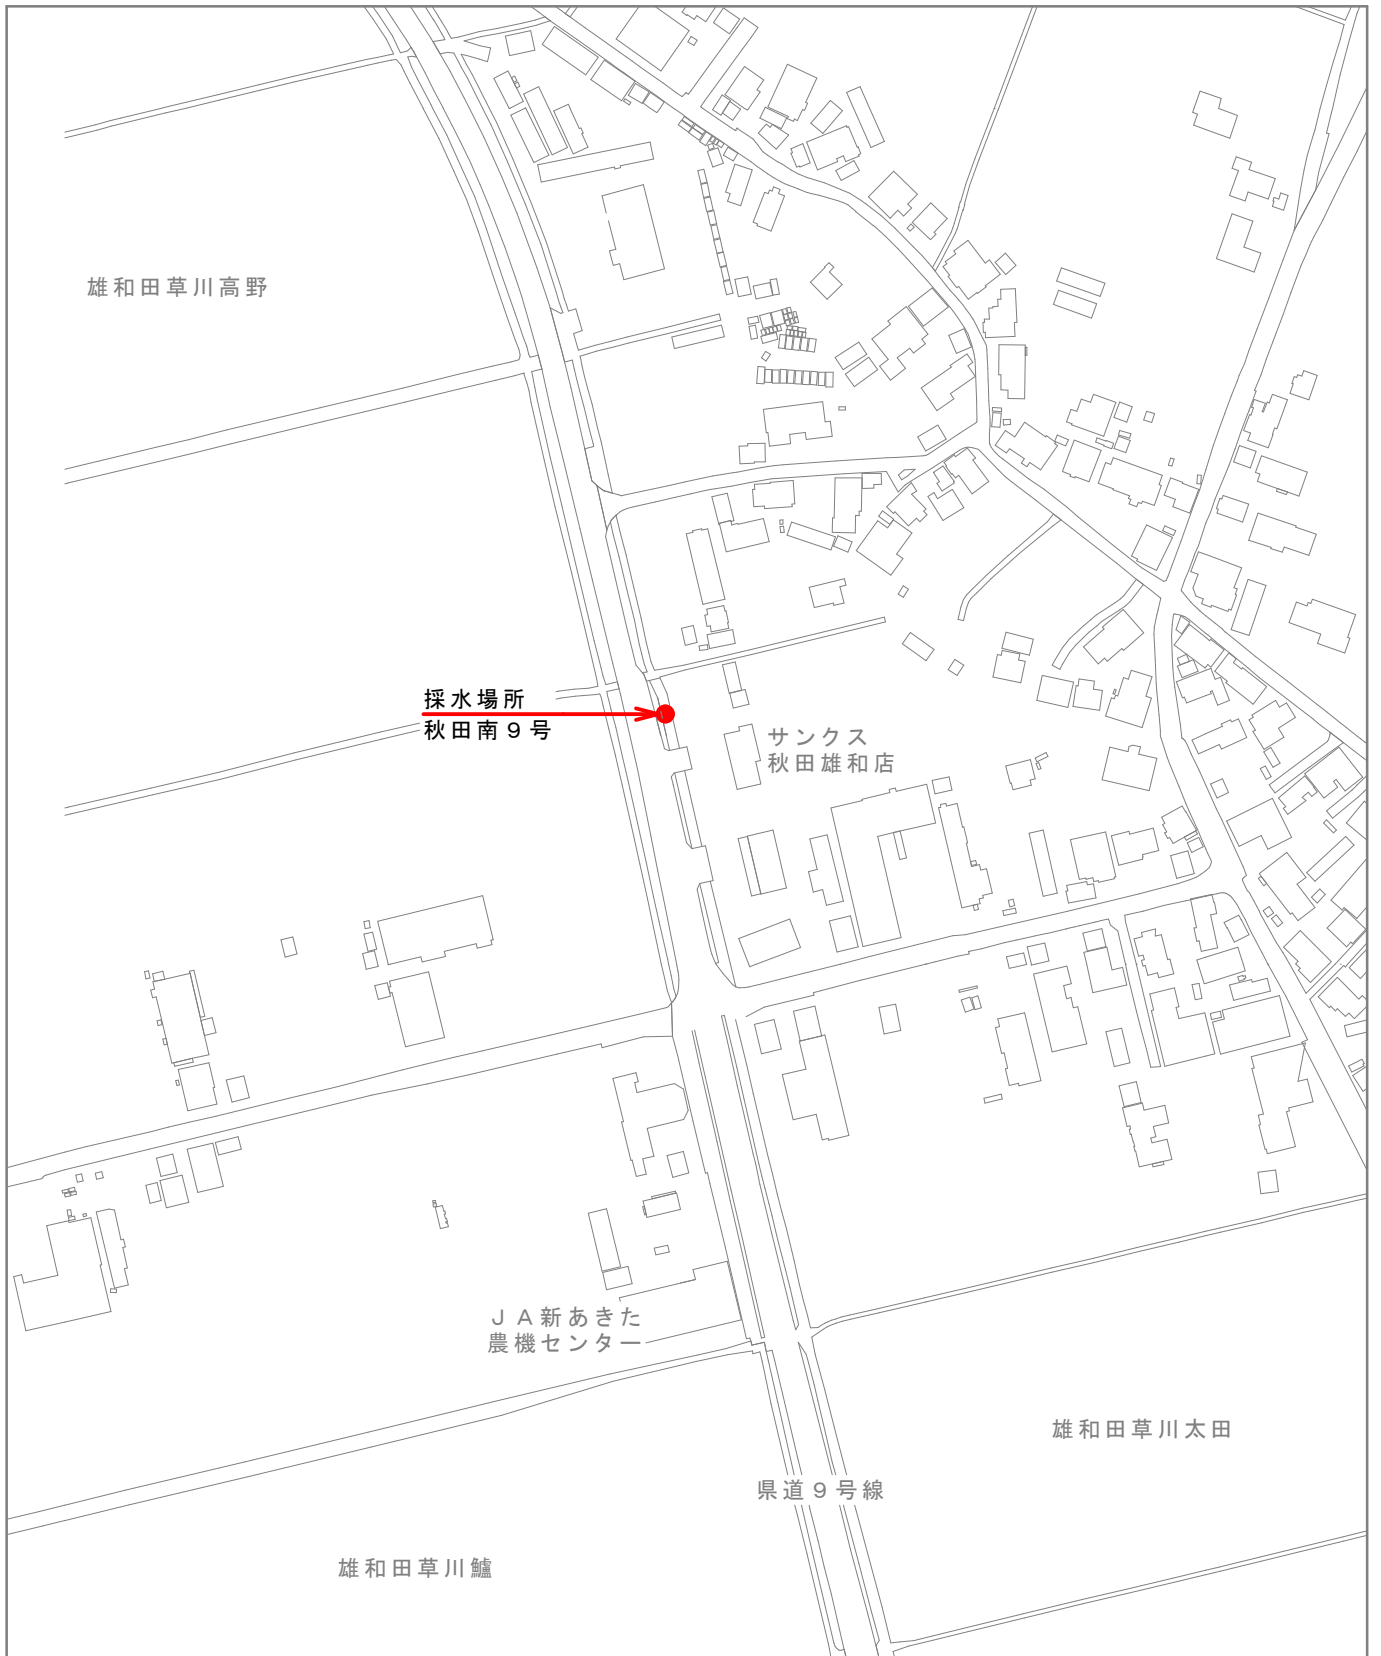 雄和田草川高野
採水場所
秋田南９号
サンクス
秋田雄和店
ＪＡ新あきた
農機センター
雄和田草川太田
県道９号線
雄和田草川鱸